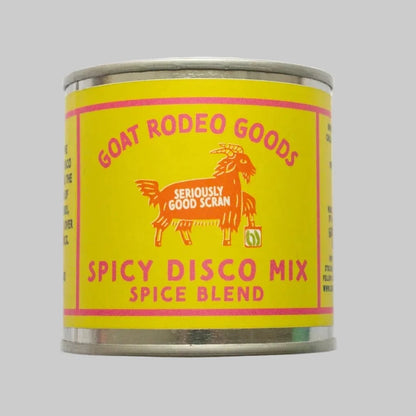 GOAT RODEO GOODS
SERIOUSLY
GOOD SCRAN
SPICY DISCO MIX
SPICE BLEND